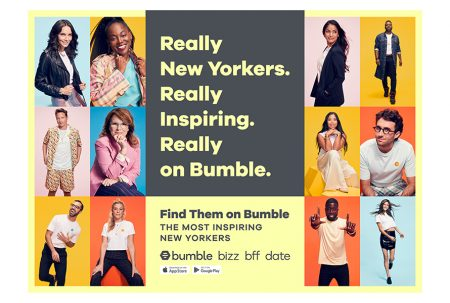 Really
New Yorkers.
Really
Inspiring.
Really
on Bumble.
Find Them on Bumble
THE MOST INSPIRING
NEW YORKERS
bumble bizz bff date
App Store Google Play